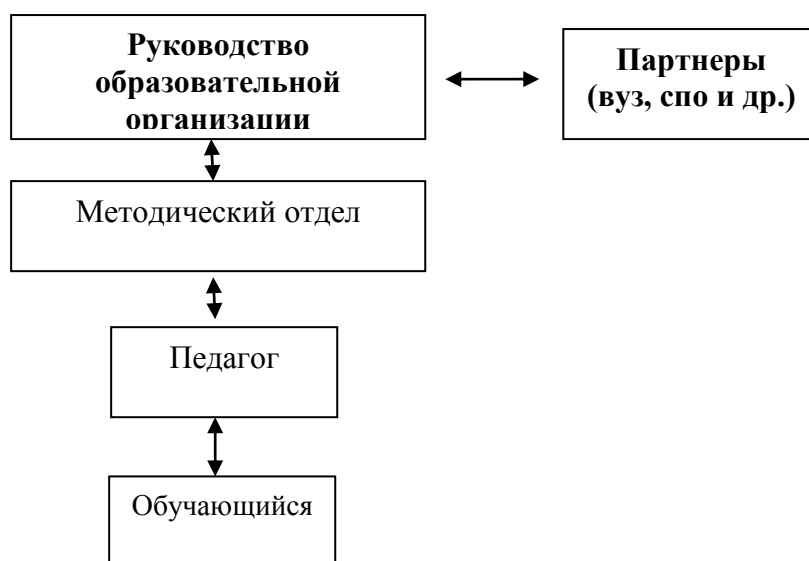 Руководство
образовательной
организации
Партнеры
(вуз, спо и др.)
Методический отдел
Педагог
Обучающийся